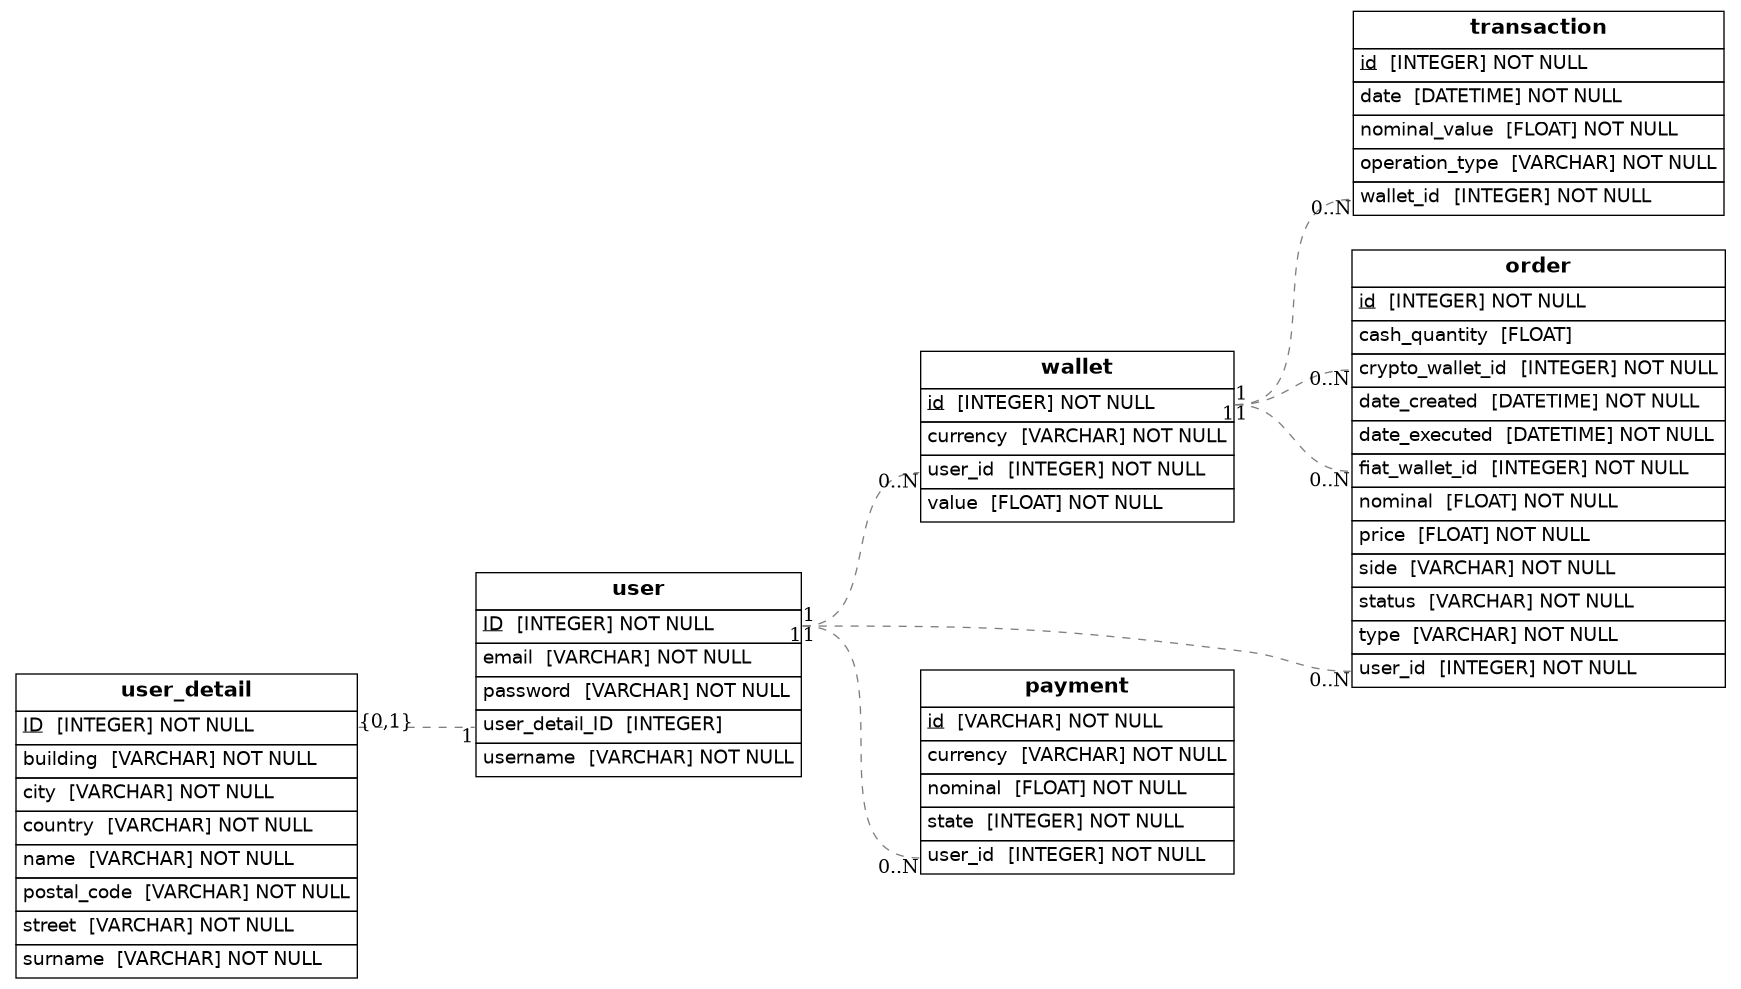 transaction
id [INTEGER] NOT NULL
date [DATETIME] NOT NULL
nominal_value [FLOAT] NOT NULL
operation_type [VARCHAR] NOT NULL
wallet_id [INTEGER] NOT NULL
0..N
order
id [INTEGER] NOT NULL
cash_quantity [FLOAT]
crypto_wallet_id [INTEGER] NOT NULL
0..N
date_created [DATETIME] NOT NULL
date_executed [DATETIME] NOT NULL
fiat_wallet_id [INTEGER] NOT NULL
0..N
nominal [FLOAT] NOT NULL
price [FLOAT] NOT NULL
side [VARCHAR] NOT NULL
status [VARCHAR] NOT NULL
type [VARCHAR] NOT NULL
user_id [INTEGER] NOT NULL
0..N
wallet
id [INTEGER] NOT NULL
1
11
currency [VARCHAR] NOT NULL
user_id [INTEGER] NOT NULL
0..N
value [FLOAT] NOT NULL
user
ID [INTEGER] NOT NULL
1
11
email [VARCHAR] NOT NULL
password [VARCHAR] NOT NULL
user_detail_ID [INTEGER]
1
username [VARCHAR] NOT NULL
payment
id [VARCHAR] NOT NULL
currency [VARCHAR] NOT NULL
nominal [FLOAT] NOT NULL
state [INTEGER] NOT NULL
user_id [INTEGER] NOT NULL
0..N
user_detail
ID [INTEGER] NOT NULL
{0,1}
building [VARCHAR] NOT NULL
city [VARCHAR] NOT NULL
country [VARCHAR] NOT NULL
name [VARCHAR] NOT NULL
postal_code [VARCHAR] NOT NULL
street [VARCHAR] NOT NULL
surname [VARCHAR] NOT NULL